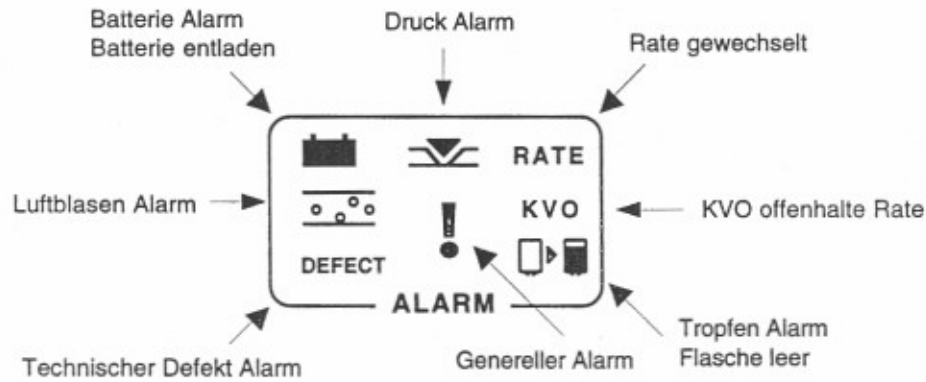 Batterie Alarm
Batterie entladen
Druck Alarm
Rate gewechselt
RATE
Luftblasen Alarm
KVO
KVO offenhalte Rate
DEFECT
ALARM
Technischer Defekt Alarm
Genereller Alarm
Tropfen Alarm
Flasche leer